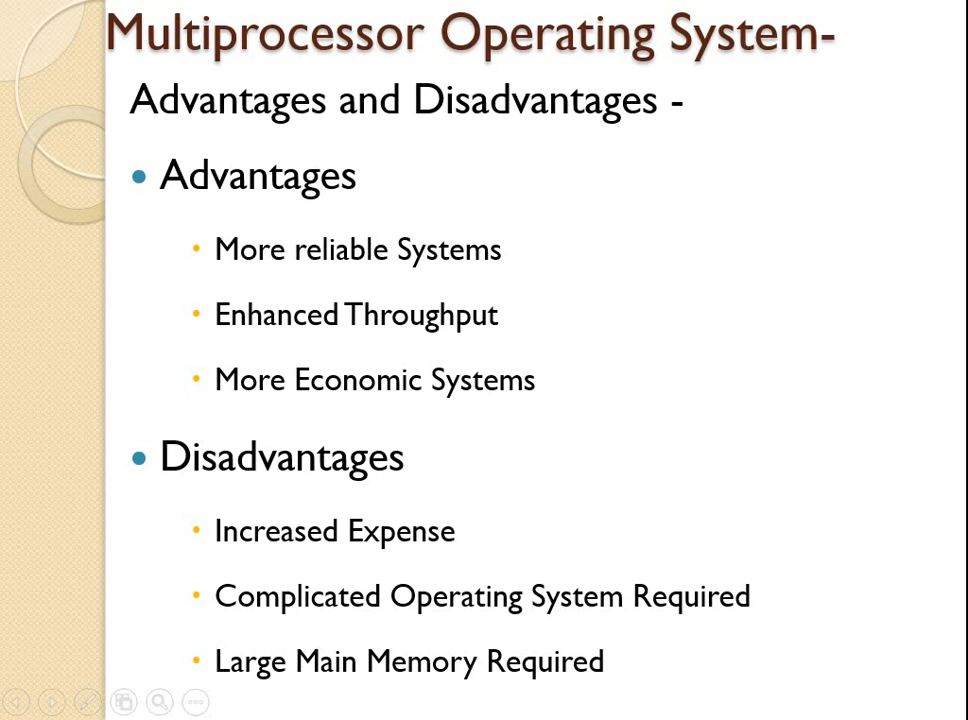 Multiprocessor Operating System-
Advantages and Disadvantages -
• Advantages
• More reliable Systems
• Enhanced Throughput
• More Economic Systems
• Disadvantages
• Increased Expense
• Complicated Operating System Required
• Large Main Memory Required